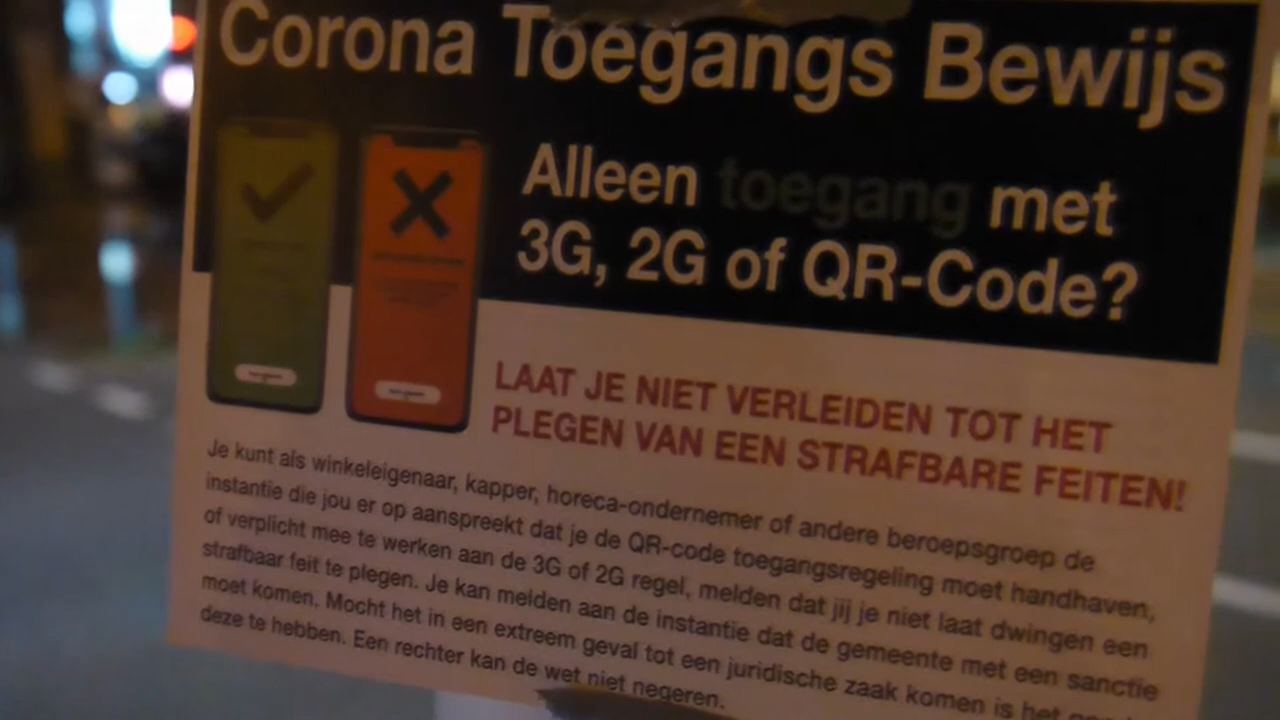 Corona Toegangs Bewijs
Alleen toegang met
3G, 2G of QR-Code?
LAAT JE NIET VERLEIDEN TOT HET
PLEGEN VAN EEN STRAFBARE FEITEN!
Je kunt als winkeleigenaar, kapper, horeca-ondernemer of andere beroepsgroep de
instantie die jou er op aanspreekt dat je de QR-code toegangsregeling moet handhaven,
of verplicht mee te werken aan de 3G of 2G regel, melden dat jij je niet laat dwingen een
strafbaar feit te plegen. Je kan melden aan de instantie dat de gemeente met een sanctie
moet komen. Mocht het in een extreem geval tot een juridische zaak komen is het
deze te hebben. Een rechter kan de wet niet negeren.